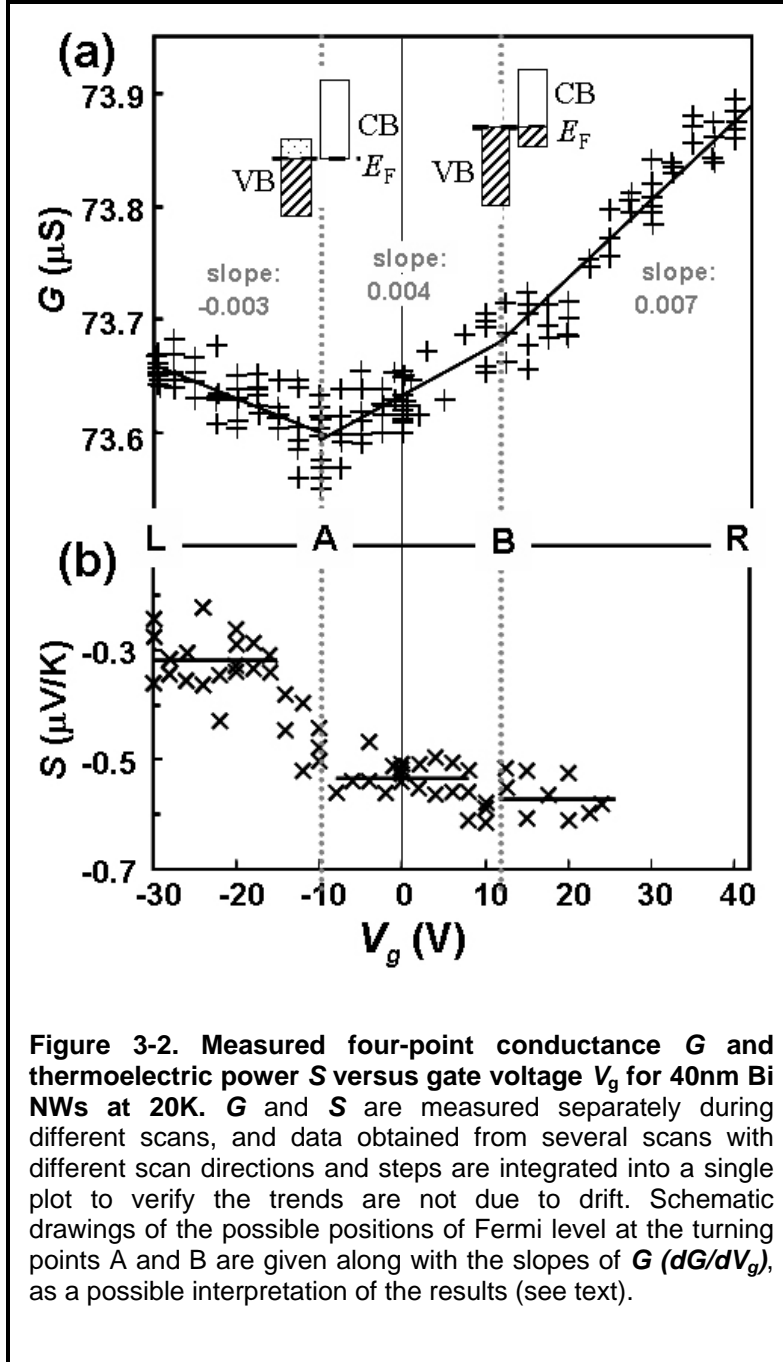 (a)
73.9
73.8
73.7
73.6
G (μS)
CB
VB
EF
CB
VB
EF
slope:
-0.003
slope:
0.004
slope:
0.007
L A B R
(b)
-0.3
-0.5
-0.7
S (μV/K)
-30 -20 -10 0 10 20 30 40
Vg (V)
Figure 3-2. Measured four-point conductance G and
thermoelectric power S versus gate voltage Vg for 40nm Bi
NWs at 20K. G and S are measured separately during
different scans, and data obtained from several scans with
different scan directions and steps are integrated into a single
plot to verify the trends are not due to drift. Schematic
drawings of the possible positions of Fermi level at the turning
points A and B are given along with the slopes of G (dG/dVg),
as a possible interpretation of the results (see text).